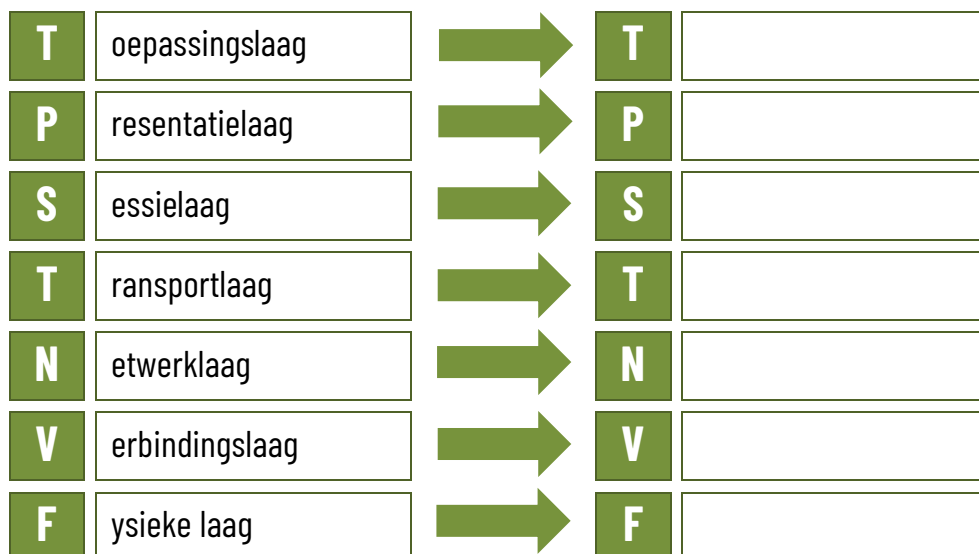 T oepassingslaag T
P resentatielaag P
S essielaag S
T ransportlaag T
N etwerklaag N
V erbindingslaag V
F ysieke laag F